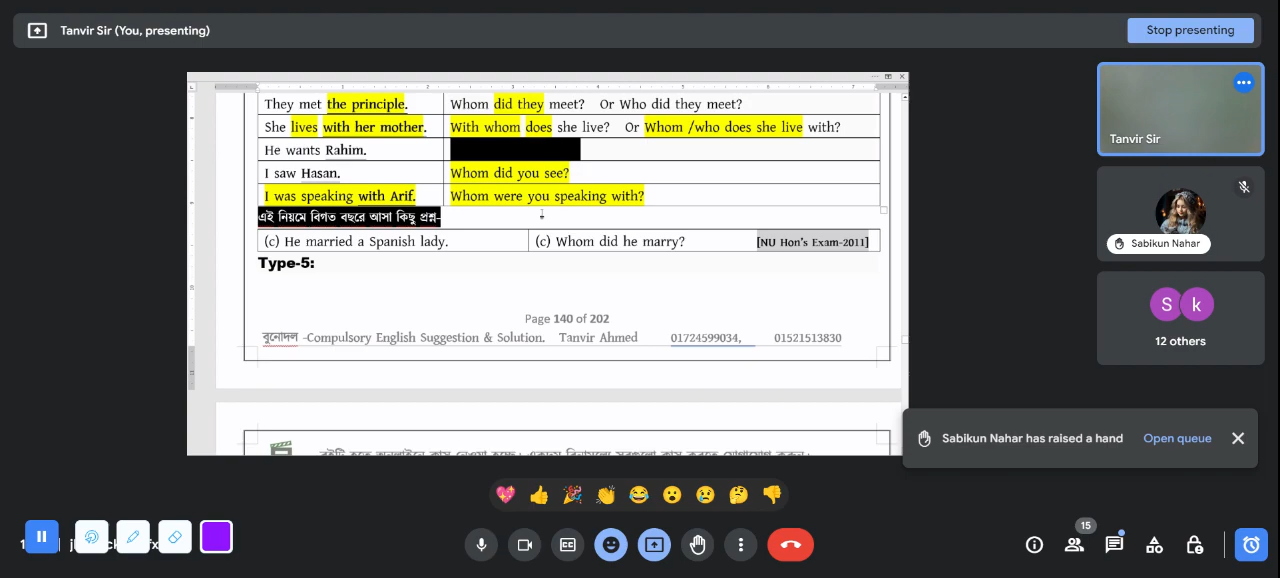 Tanvir Sir (You, presenting)
Stop presenting
They met the principle. Whom did they meet? Or Who did they meet?
She lives with her mother. With whom does she live? Or Whom /who does she live with?
He wants Rahim.
I saw Hasan. Whom did you see?
I was speaking with Arif. Whom were you speaking with?
এই নিয়মে বিগত বছরে আসা কিছু প্রশ্ন-
(c) He married a Spanish lady. (c) Whom did he marry? [NU Hon's Exam-2011]
Type-5:
Page 140 of 202
বুনোদল -Compulsory English Suggestion & Solution. Tanvir Ahmed 01724599034, 01521513830
Tanvir Sir
Sabikun Nahar
S k
12 others
Sabikun Nahar has raised a hand Open queue
15